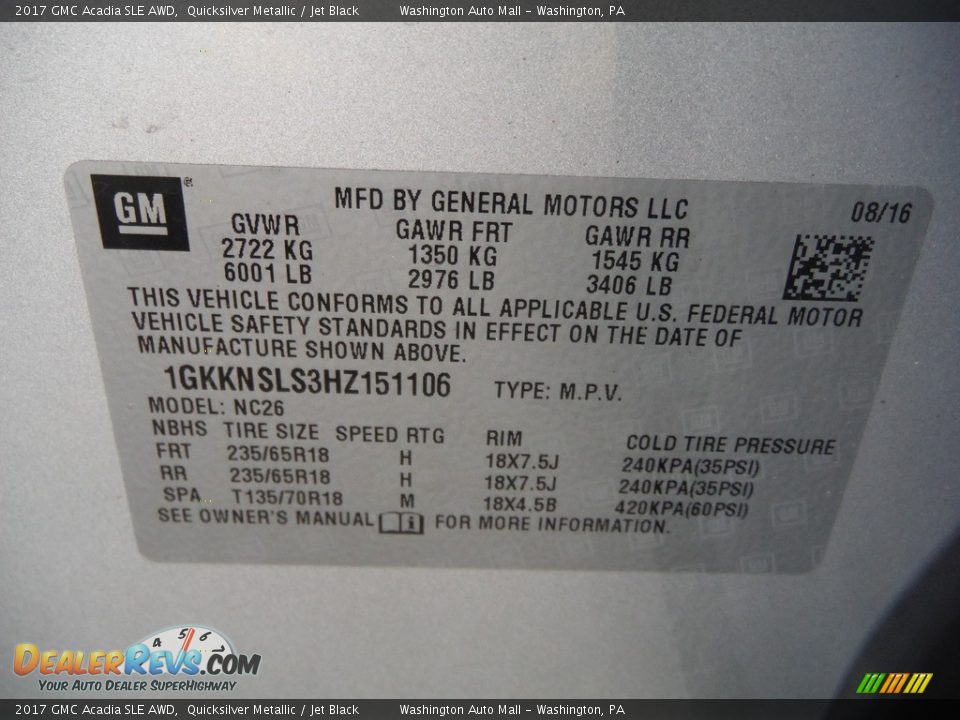 2017 GMC Acadia SLE AWD, Quicksilver Metallic / Jet Black Washington Auto Mall - Washington, PA
GM ®
MFD BY GENERAL MOTORS LLC 08/16
GVWR GAWR FRT GAWR RR
2722 KG 1350 KG 1545 KG
6001 LB 2976 LB 3406 LB
THIS VEHICLE CONFORMS TO ALL APPLICABLE U.S. FEDERAL MOTOR
VEHICLE SAFETY STANDARDS IN EFFECT ON THE DATE OF
MANUFACTURE SHOWN ABOVE.
1GKKNSLS3HZ151106 TYPE: M.P.V.
MODEL: NC26
NBHS TIRE SIZE SPEED RTG RIM COLD TIRE PRESSURE
FRT 235/65R18 H 18X7.5J 240KPA(35PSI)
RR 235/65R18 H 18X7.5J 240KPA(35PSI)
SPA T135/70R18 M 18X4.5B 420KPA(60PSI)
SEE OWNER'S MANUAL i FOR MORE INFORMATION.
4 5 6 7
DEALERREVS.COM
YOUR AUTO DEALER SUPERHIGHWAY
2017 GMC Acadia SLE AWD, Quicksilver Metallic / Jet Black Washington Auto Mall - Washington, PA